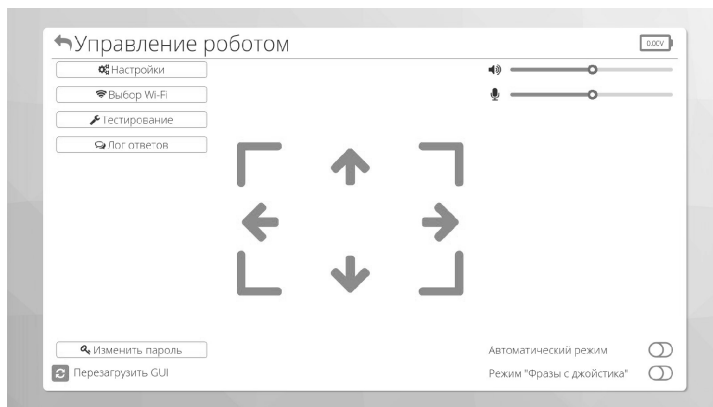 Управление роботом
0.0CV
Настройки
Выбор Wi-Fi
Тестирование
Лог ответов
Изменить пароль
Перезагрузить GUI
Автоматический режим
Режим "Фразы с джойстика"